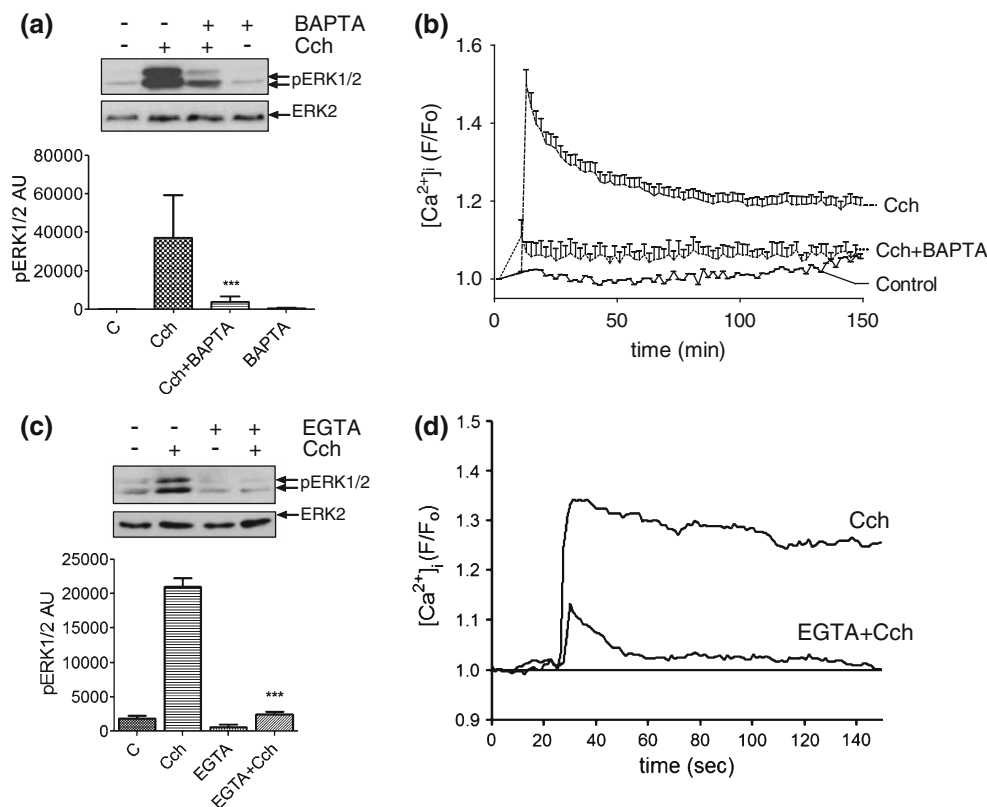 (a)
- - + + BAPTA
- + + - Cch
pERK1/2
ERK2
pERK1/2 AU
80000
60000
40000
20000
0
***
C
Cch
Cch+BAPTA
BAPTA
(b)
[Ca2+]i (F/Fo)
1.6
1.4
1.2
1.0
Cch
Cch+BAPTA
Control
0
50
100
150
time (min)
(c)
- - + + EGTA
- + - + Cch
pERK1/2
ERK2
pERK1/2 AU
25000
20000
15000
10000
5000
0
***
C
Cch
EGTA
EGTA+Cch
(d)
[Ca2+]i (F/Fo)
1.5
1.4
1.3
1.2
1.1
1.0
0.9
Cch
EGTA+Cch
0
20
40
60
80
100
120
140
time (sec)